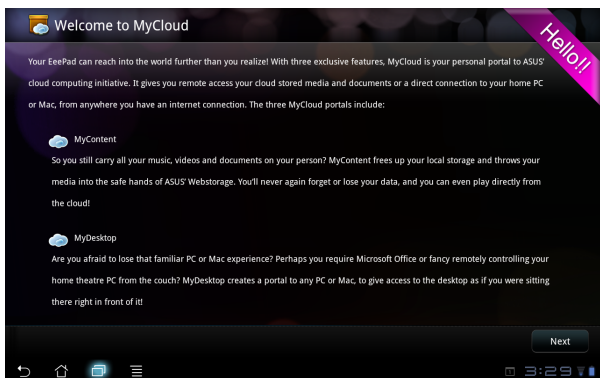 Welcome to MyCloud
Hello!!
Your EeePad can reach into the world further than you realize! With three exclusive features, MyCloud is your personal portal to ASUS'
cloud computing initiative. It gives you remote access your cloud stored media and documents or a direct connection to your home PC
or Mac, from anywhere you have an internet connection. The three MyCloud portals include:
MyContent
So you still carry all your music, videos and documents on your person? MyContent frees up your local storage and throws your
media into the safe hands of ASUS' Webstorage. You'll never again forget or lose your data, and you can even play directly from
the cloud!
MyDesktop
Are you afraid to lose that familiar PC or Mac experience? Perhaps you require Microsoft Office or fancy remotely controlling your
home theatre PC from the couch? MyDesktop creates a portal to any PC or Mac, to give access to the desktop as if you were sitting
there right in front of it!
Next
3:29